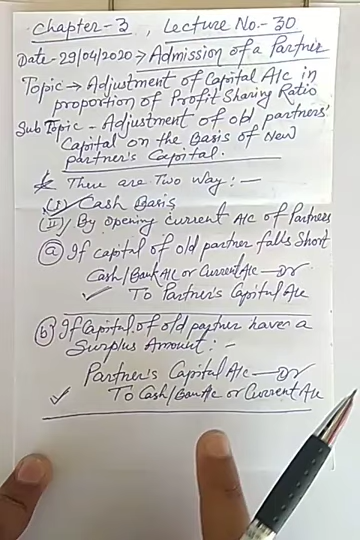 Chapter-3, Lecture No.-30
Date-29/04/2020→Admission of a Partner
Topic→Adjustment of Capital A/c in
proportion of Profit Sharing Ratio
Sub Topic-Adjustment of old partners'
Capital on the Basis of New
partner's Capital.
There are Two Way:—
(I) Cash Basis
(II) By opening current A/c of Partners
(a) If capital of old partner falls Short
Cash/Bank A/c or Current A/c—Dr
To Partner's Capital A/c
(b) If Capital of old partner have a
Surplus Amount:-
Partner's Capital A/c—Dr
To Cash/Bank A/c or Current A/c